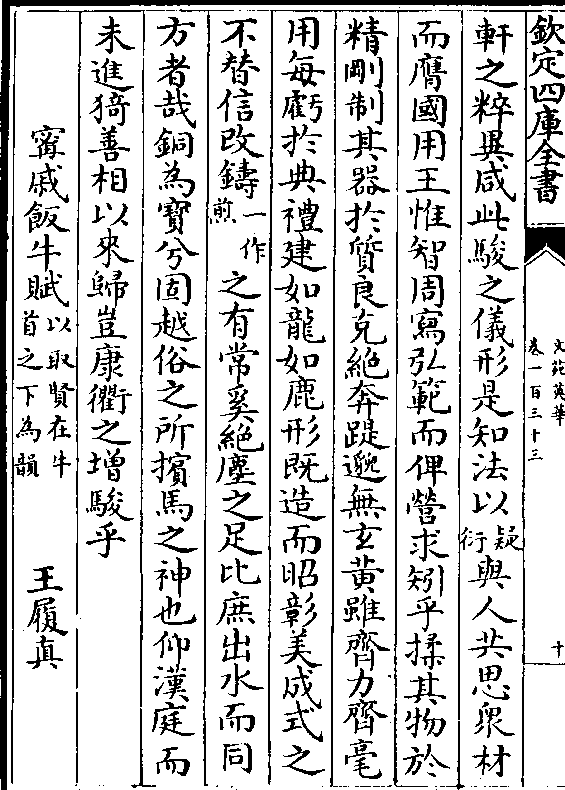 欽定四庫全書
文苑英華
卷一百三十三
十
軒之粹異咸此駿之儀形是知法以疑衍與人共思眾材
而膺國用王惟智周寫弘範而俾營求矧乎揉其物於
精剛制其器於質良克絶奔踶邈無玄黃雖齊力齊毫
用每虧於典禮建如龍如鹿形既造而昭彰美成式之
不替信改鑄一作煎之有常奚絶塵之足比庶出水而同
方者哉銅為寶兮固越俗之所擯馬之神也仰漢庭而
未進猗善相以來歸豈康衢之增駿乎
甯戚飯牛賦以取賢在牛首之下為韻
王履真